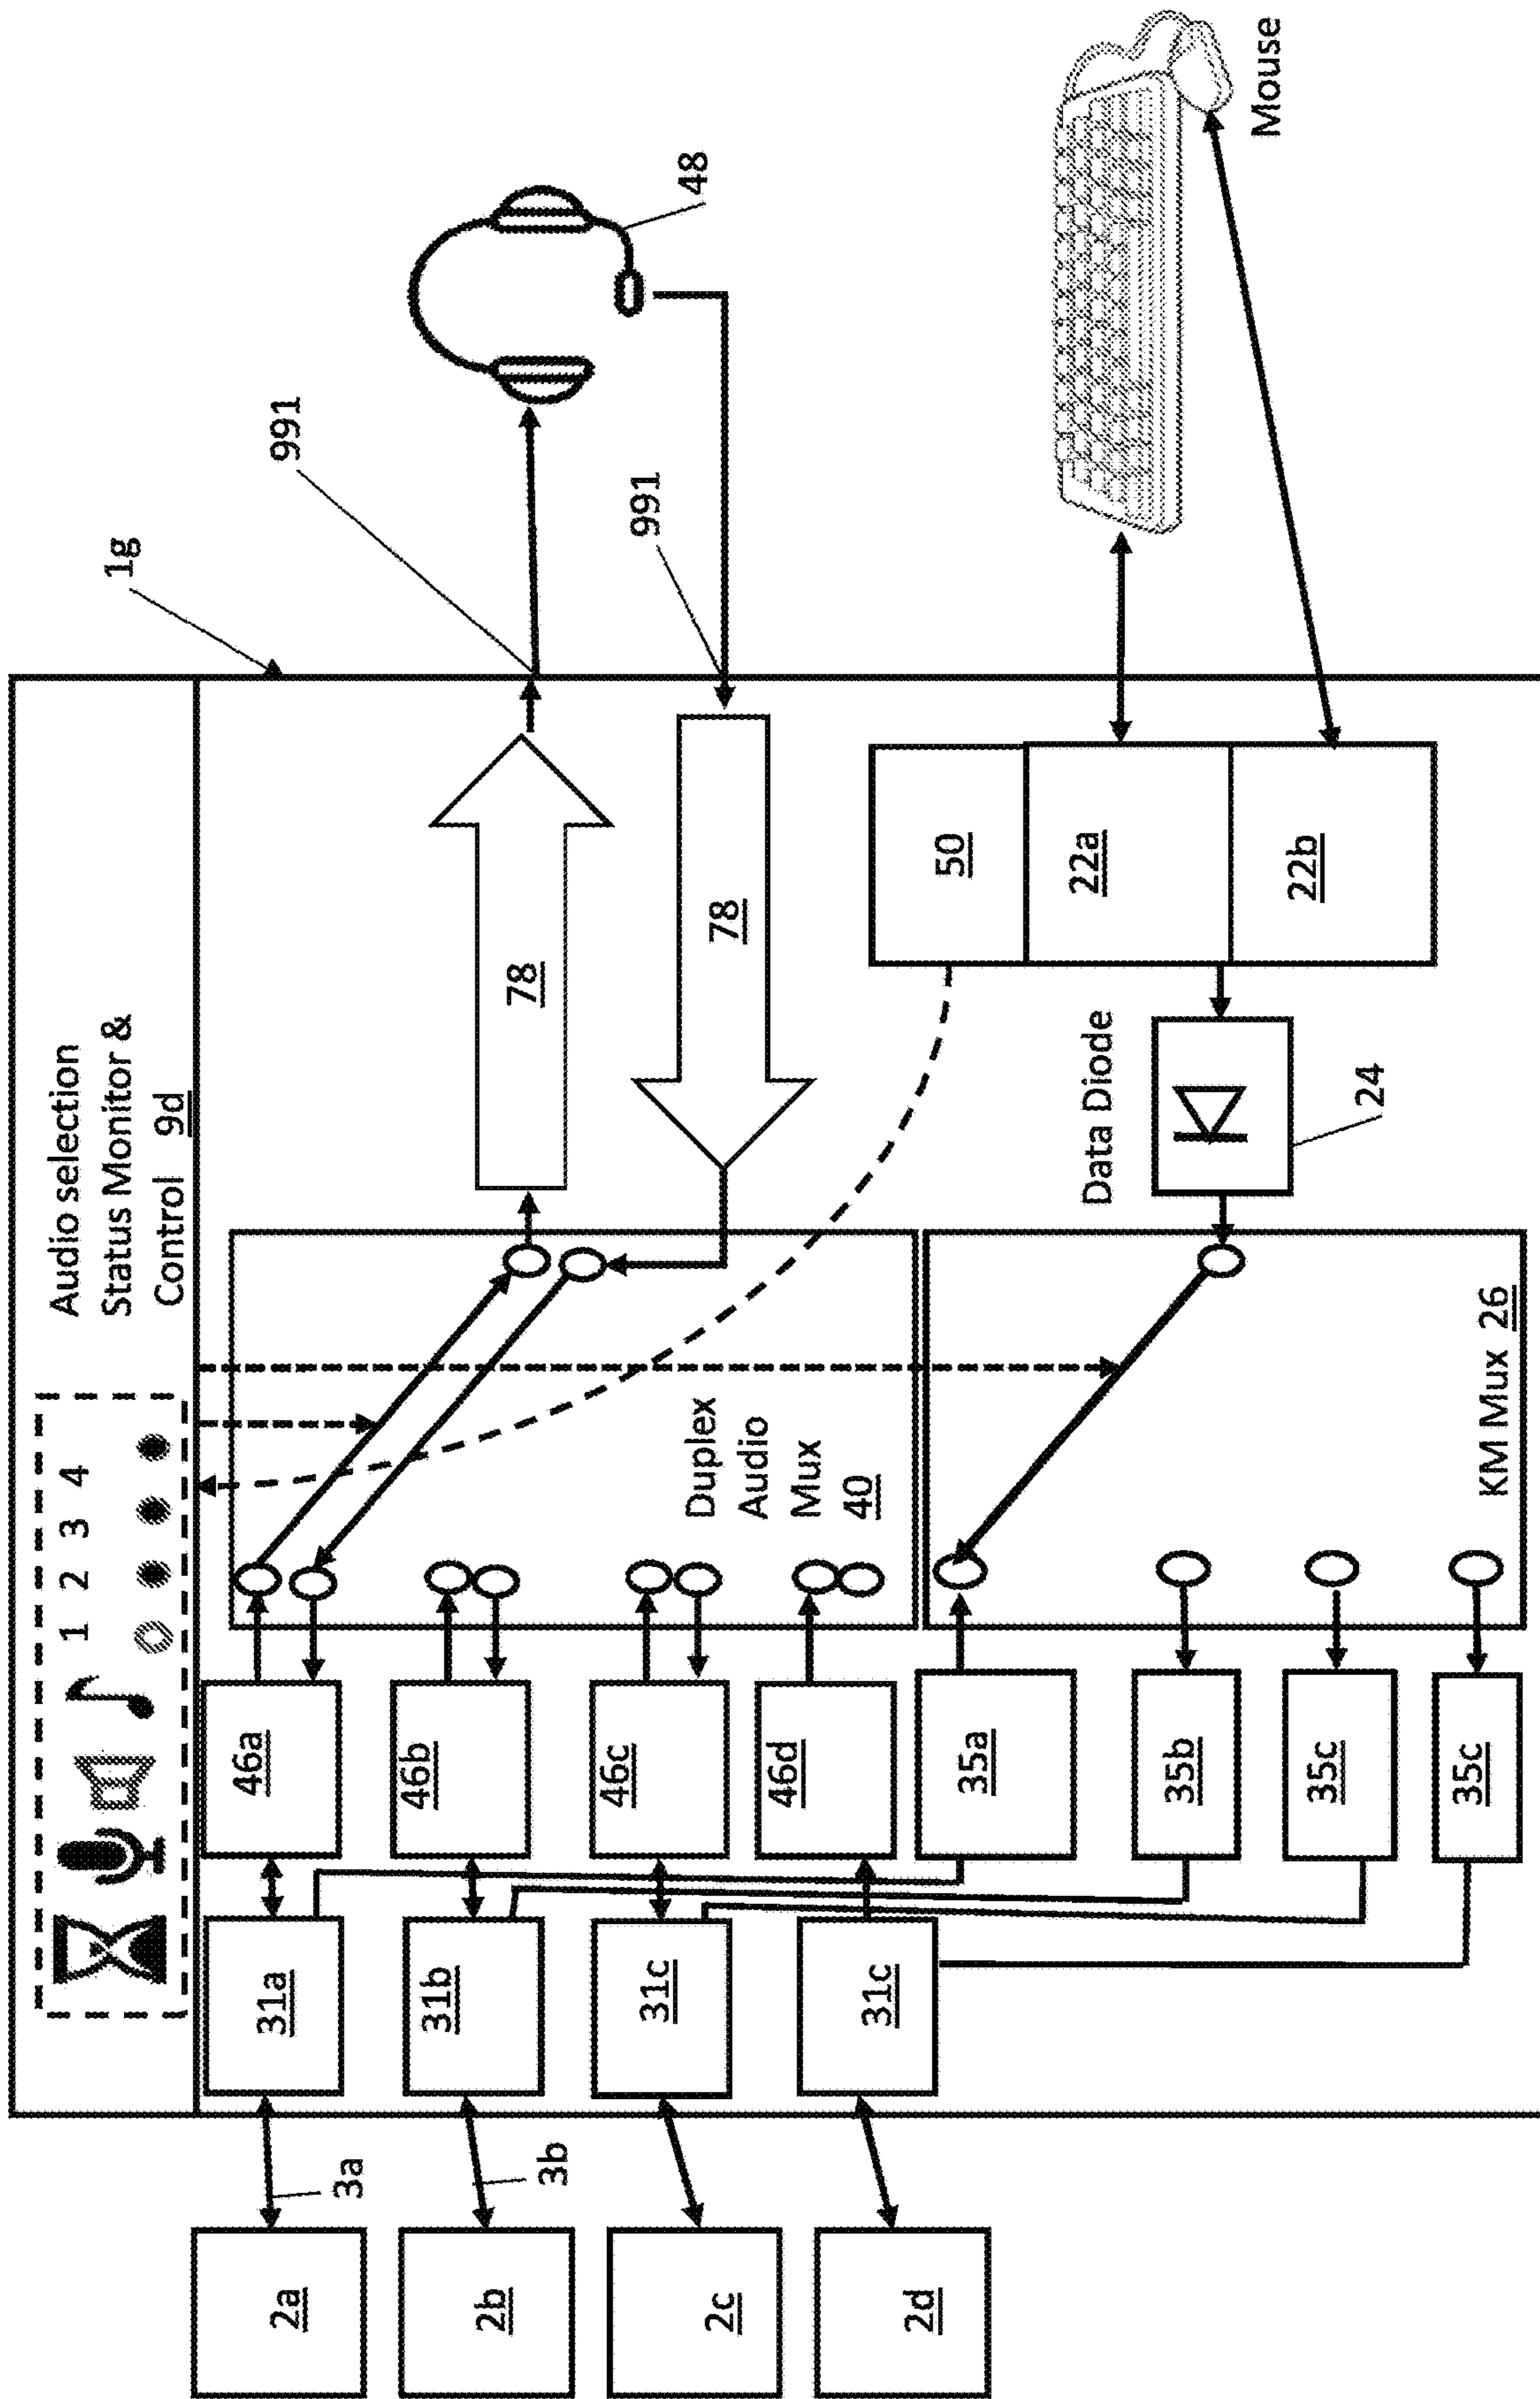 Audio selection
Status Monitor &
Control 9d
1 2 3 4
1g
991
991
48
78
78
2a
2b
2c
2d
3a
3b
31a
31b
31c
31c
46a
46b
46c
46d
35a
35b
35c
35c
Duplex
Audio
Mux
40
KM Mux 26
Data Diode
24
50
22a
22b
Mouse